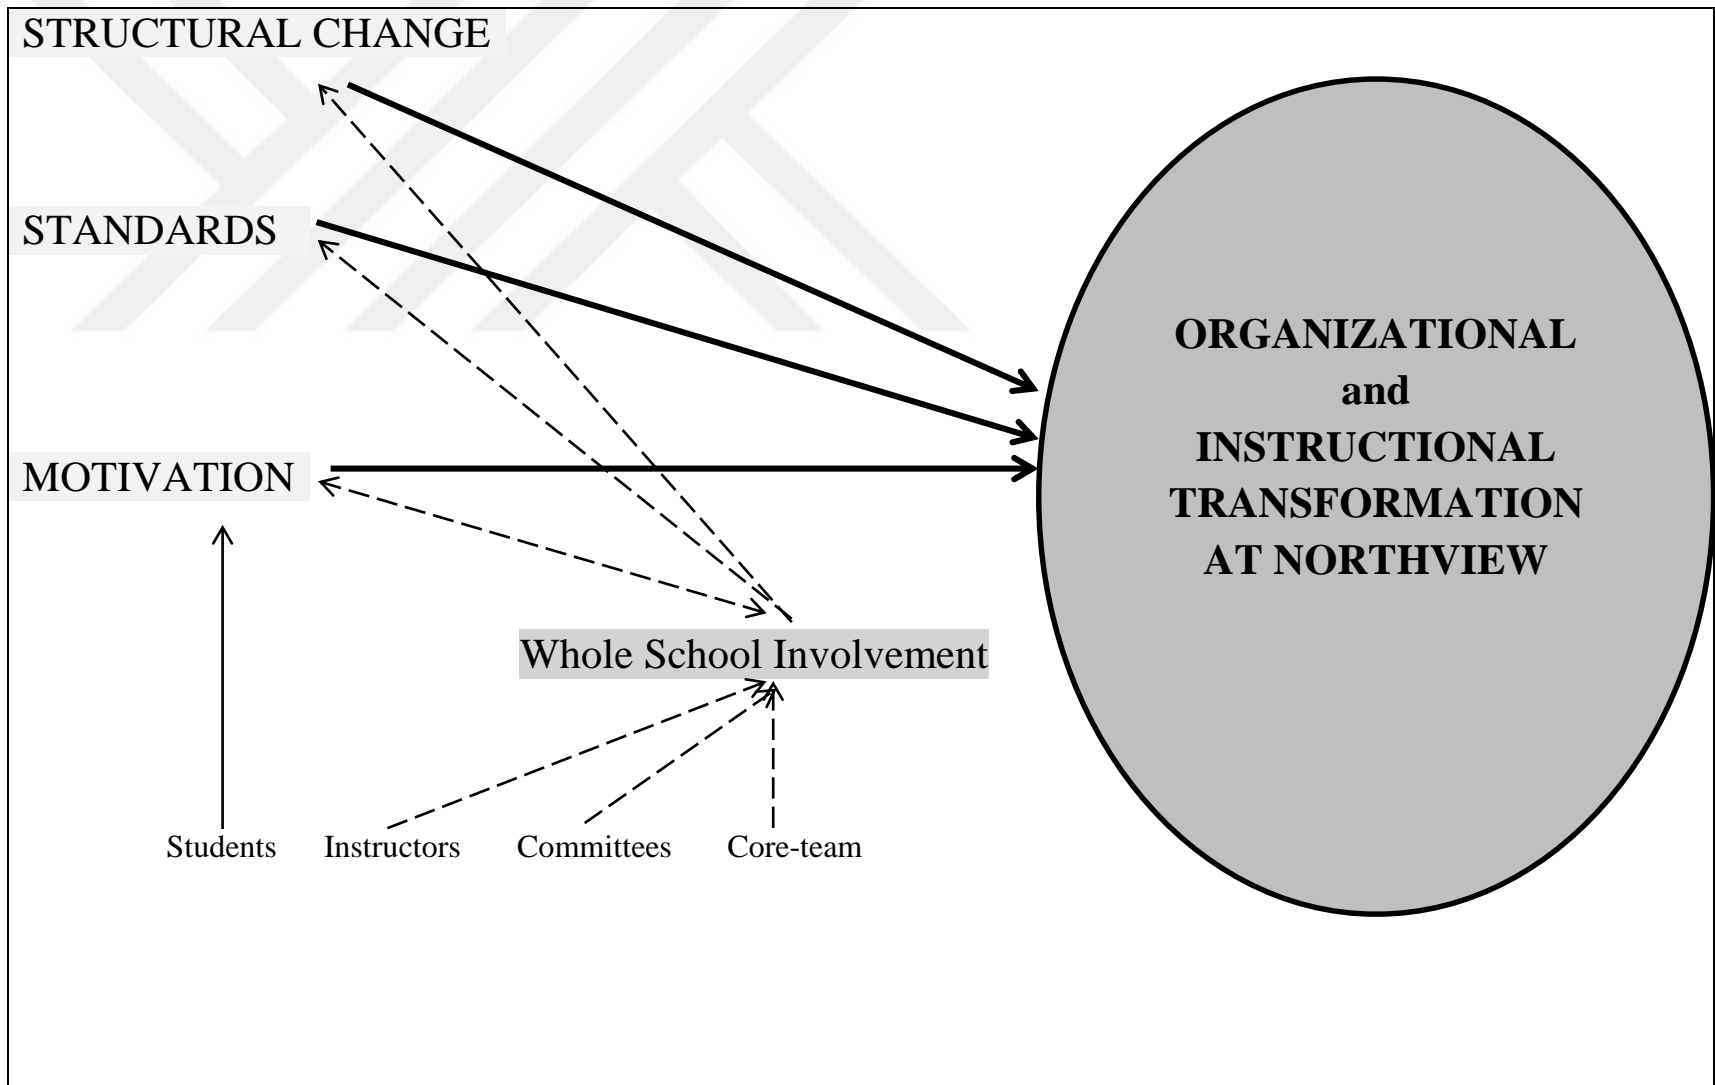 STRUCTURAL CHANGE
STANDARDS
MOTIVATION
Whole School Involvement
Students
Instructors
Committees
Core-team
ORGANIZATIONAL
and
INSTRUCTIONAL
TRANSFORMATION
AT NORTHVIEW